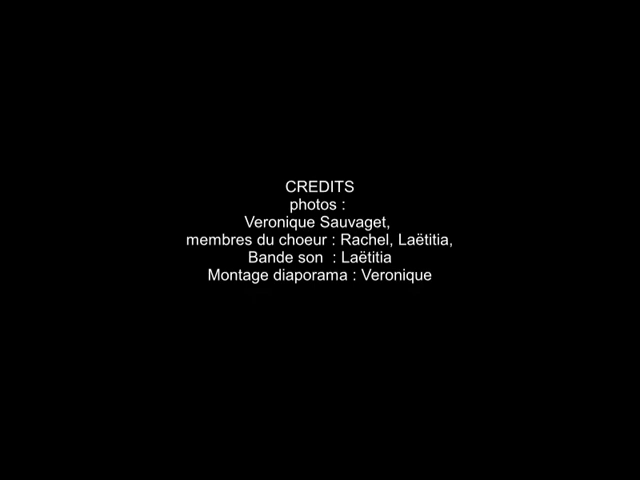 CREDITS
photos :
Veronique Sauvaget,
membres du choeur : Rachel, Laëtitia,
Bande son  : Laëtitia
Montage diaporama : Veronique